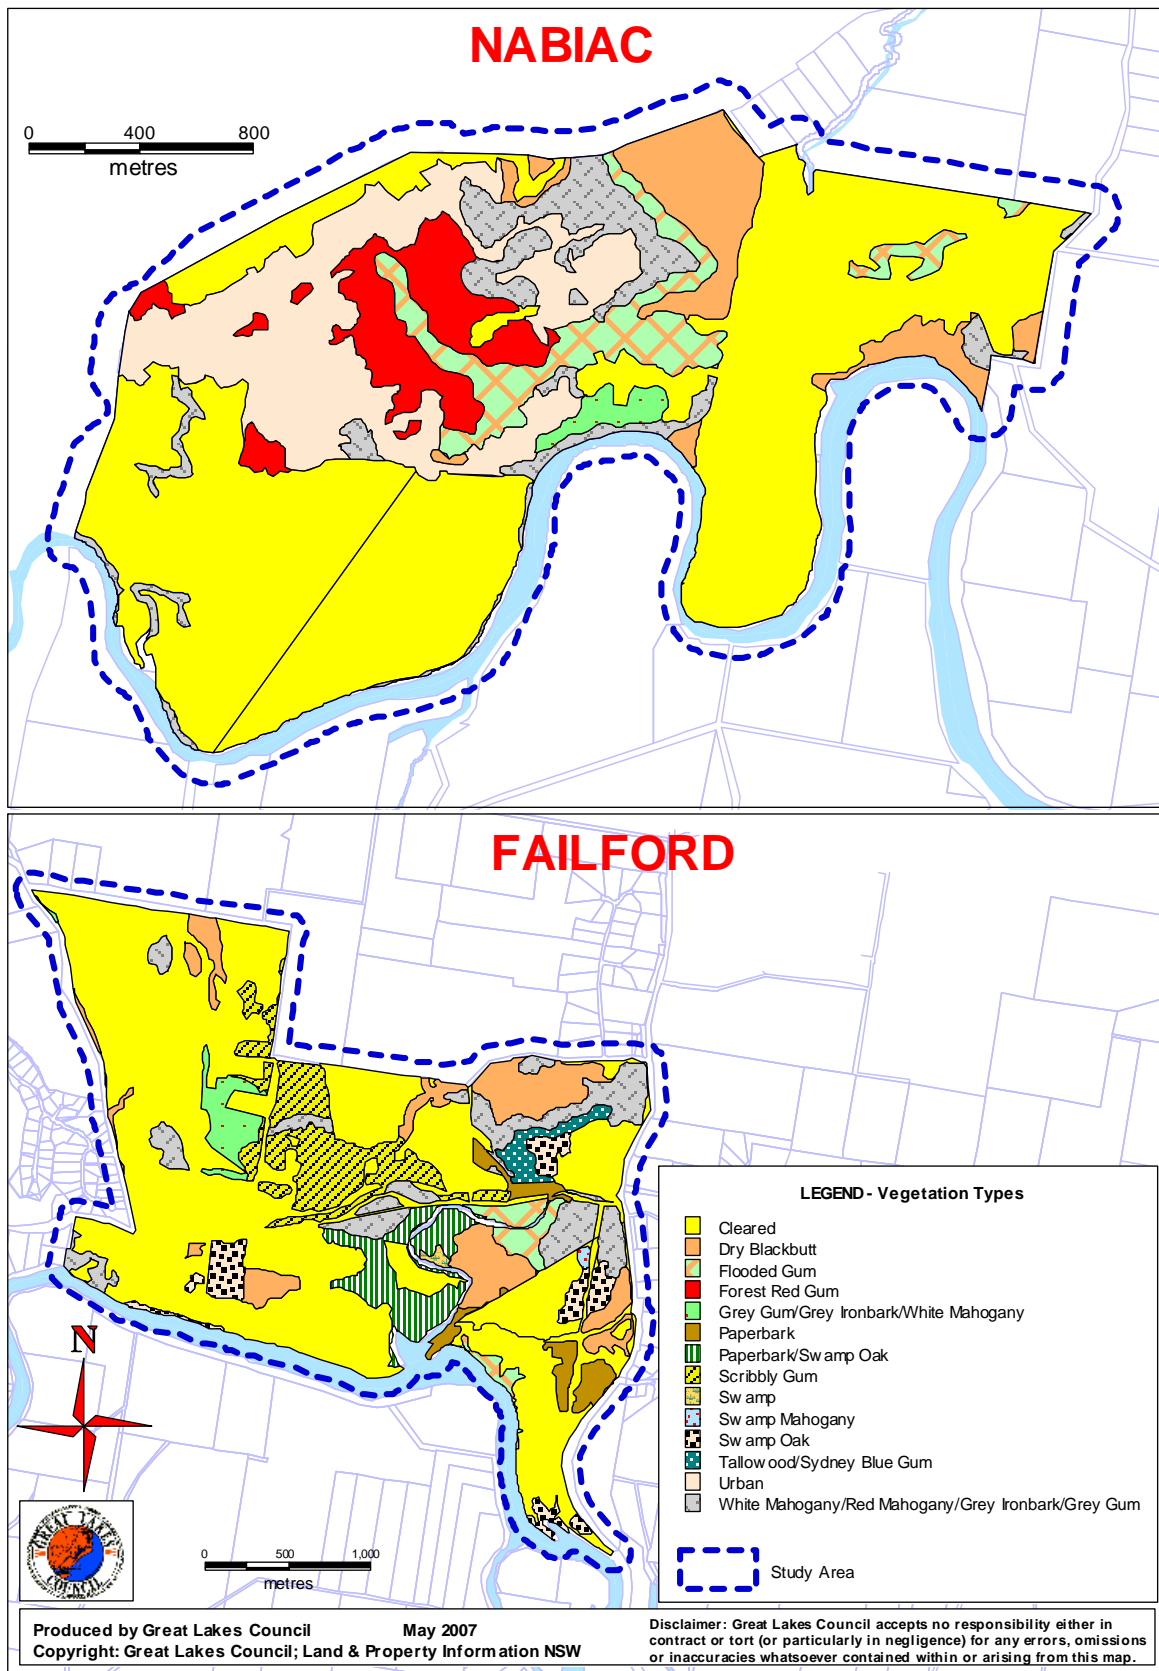 NABIAC
0 400 800
metres
FAILFORD
LEGEND - Vegetation Types
Cleared
Dry Blackbutt
Flooded Gum
Forest Red Gum
Grey Gum/Grey Ironbark/White Mahogany
Paperbark
Paperbark/Swamp Oak
Scribbly Gum
Swamp
Swamp Mahogany
Swamp Oak
Tallowood/Sydney Blue Gum
Urban
White Mahogany/Red Mahogany/Grey Ironbark/Grey Gum
Study Area
N
GREAT LAKES
COUNCIL
0 500 1,000
metres
Produced by Great Lakes Council May 2007
Copyright: Great Lakes Council; Land & Property Information NSW
Disclaimer: Great Lakes Council accepts no responsibility either in
contract or tort (or particularly in negligence) for any errors, omissions
or inaccuracies whatsoever contained within or arising from this map.